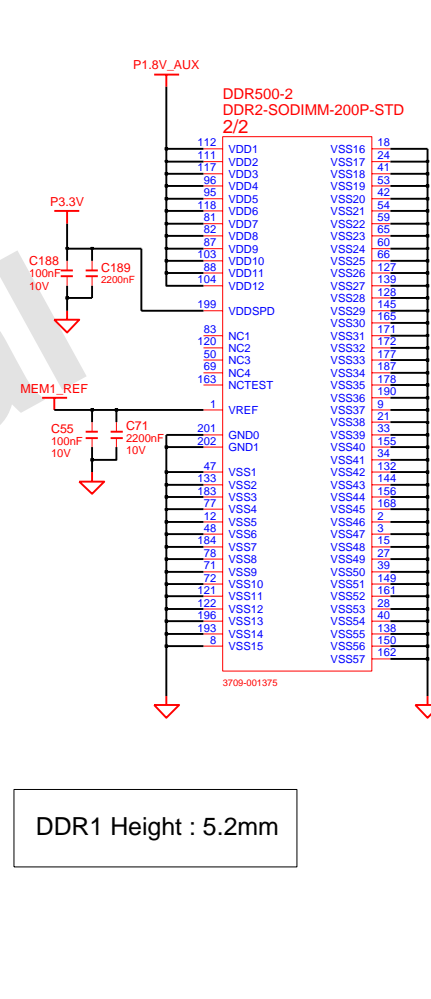 P1.8V_AUX
DDR500-2
DDR2-SODIMM-200P-STD
2/2
112 VDD1 VSS16 18
111 VDD2 VSS17 24
117 VDD3 VSS18 41
96 VDD4 VSS19 53
95 VDD5 VSS20 42
118 VDD6 VSS21 54
81 VDD7 VSS22 59
82 VDD8 VSS23 65
87 VDD9 VSS24 60
103 VDD10 VSS25 66
88 VDD11 VSS26 127
104 VDD12 VSS27 139
VSS28 128
199 VDDSPD VSS29 145
VSS30 165
83 NC1 VSS31 171
120 NC2 VSS32 172
50 NC3 VSS33 177
69 NC4 VSS34 187
163 NCTEST VSS35 178
VSS36 190
1 VREF VSS37 9
VSS38 21
201 GND0 VSS39 33
202 GND1 VSS40 155
VSS41 34
47 VSS1 VSS42 132
133 VSS2 VSS43 144
183 VSS3 VSS44 156
77 VSS4 VSS45 168
12 VSS5 VSS46 2
48 VSS6 VSS47 3
184 VSS7 VSS48 15
78 VSS8 VSS49 27
71 VSS9 VSS50 39
72 VSS10 VSS51 149
121 VSS11 VSS52 161
122 VSS12 VSS53 28
196 VSS13 VSS54 40
193 VSS14 VSS55 138
8 VSS15 VSS56 150
VSS57 162
3709-001375
P3.3V
C188
100nF
10V
C189
2200nF
MEM1_REF
C55
100nF
10V
C71
2200nF
10V
DDR1 Height : 5.2mm